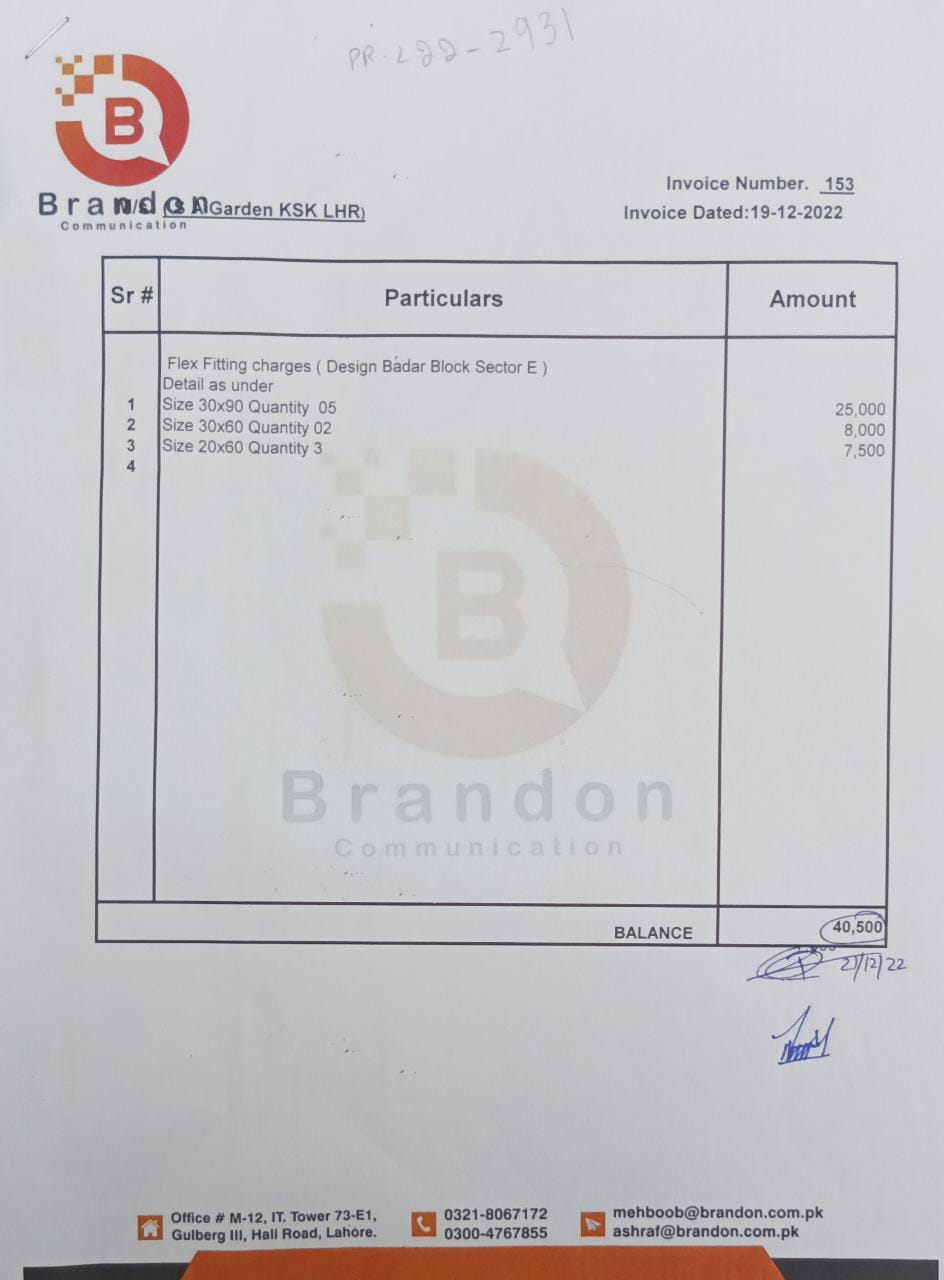 PR-L22-2931
B
Brandon
Communication
M/S (S A Garden KSK LHR)
Invoice Number. 153
Invoice Dated:19-12-2022
Sr # Particulars Amount
Flex Fitting charges ( Design Badar Block Sector E )
Detail as under
1 Size 30x90 Quantity 05 25,000
2 Size 30x60 Quantity 02 8,000
3 Size 20x60 Quantity 3 7,500
4
B
Brandon
Communication
BALANCE 40,500
21/12/22
Office # M-12, IT. Tower 73-E1,
Gulberg III, Hali Road, Lahore.
0321-8067172
0300-4767855
mehboob@brandon.com.pk
ashraf@brandon.com.pk